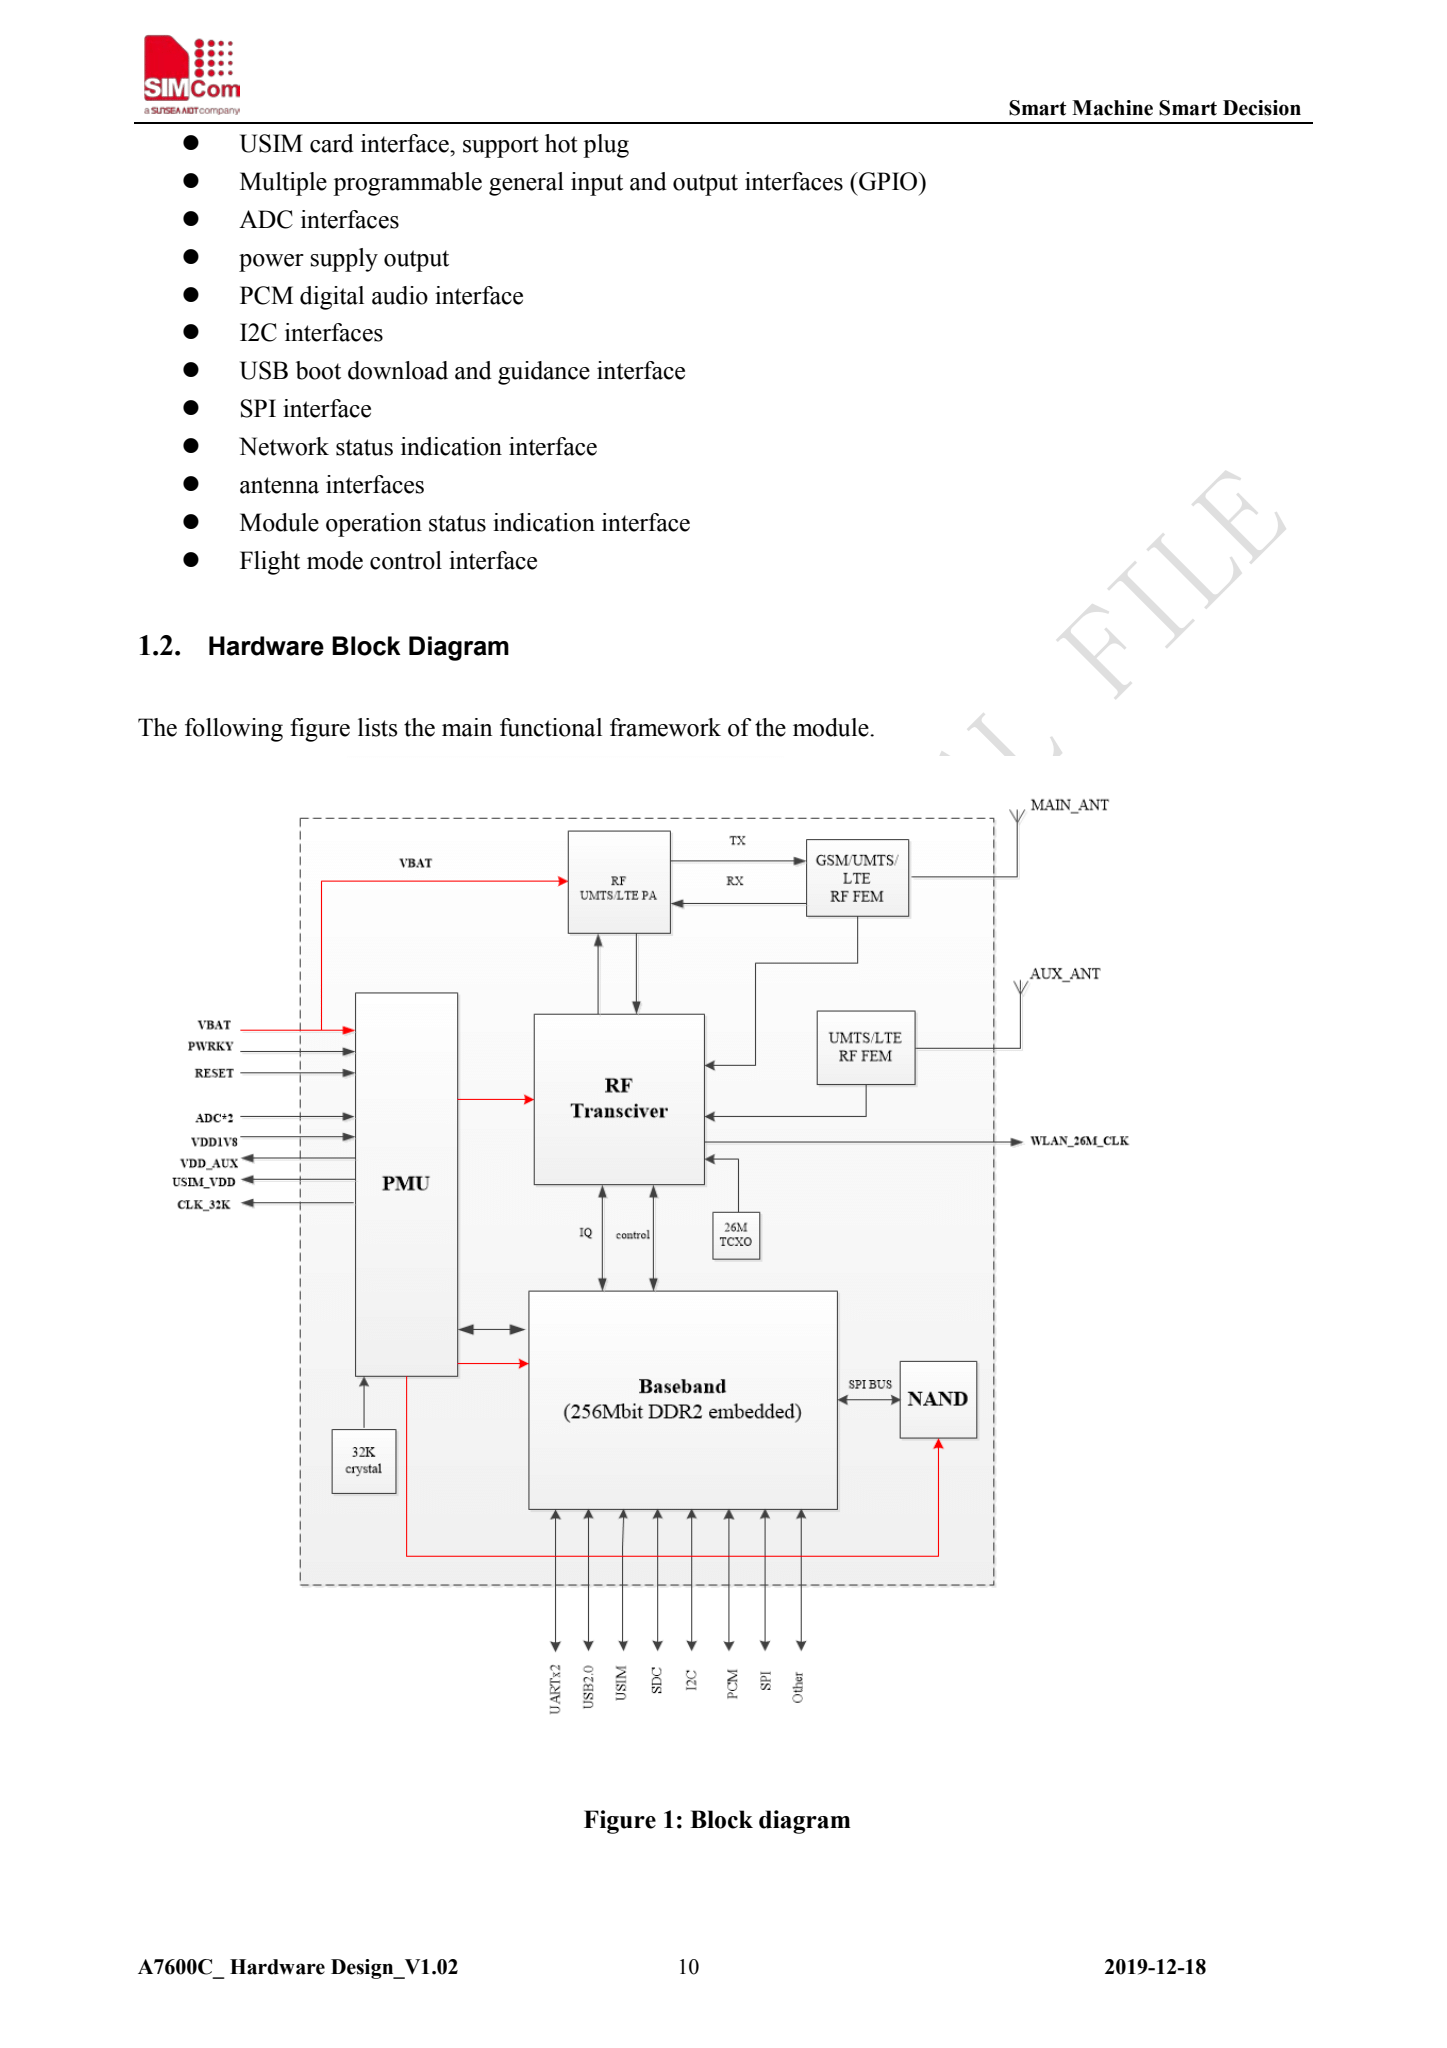 SIMCom
a SUNSEA AIOT company
Smart Machine Smart Decision
● USIM card interface, support hot plug
● Multiple programmable general input and output interfaces (GPIO)
● ADC interfaces
● power supply output
● PCM digital audio interface
● I2C interfaces
● USB boot download and guidance interface
● SPI interface
● Network status indication interface
● antenna interfaces
● Module operation status indication interface
● Flight mode control interface
1.2. Hardware Block Diagram
The following figure lists the main functional framework of the module.
FILE
MAIN_ANT
VBAT
TX
RX
RF
UMTS/LTE PA
GSM/UMTS/
LTE
RF FEM
AUX_ANT
UMTS/LTE
RF FEM
VBAT
PWRKY
RESET
ADC*2
VDD1V8
VDD_AUX
USIM_VDD
CLK_32K
PMU
RF
Transciver
WLAN_26M_CLK
26M
TCXO
IQ
control
Baseband
(256Mbit DDR2 embedded)
SPI BUS
NAND
32K
crystal
UARTx2
USB2.0
USIM
SDC
I2C
PCM
SPI
Other
Figure 1: Block diagram
A7600C_ Hardware Design_V1.02
10
2019-12-18